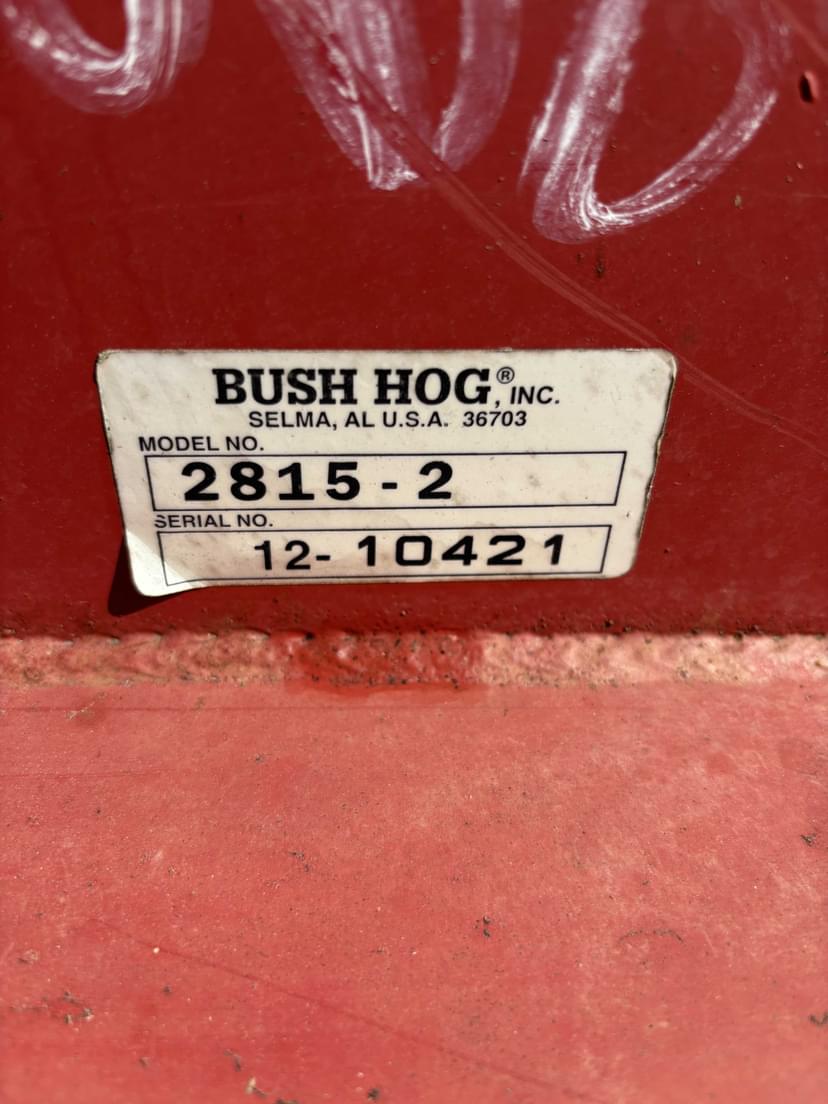 BUSH HOG®, INC.
SELMA, AL U.S.A. 36703
MODEL NO.
2815-2
SERIAL NO.
12-10421